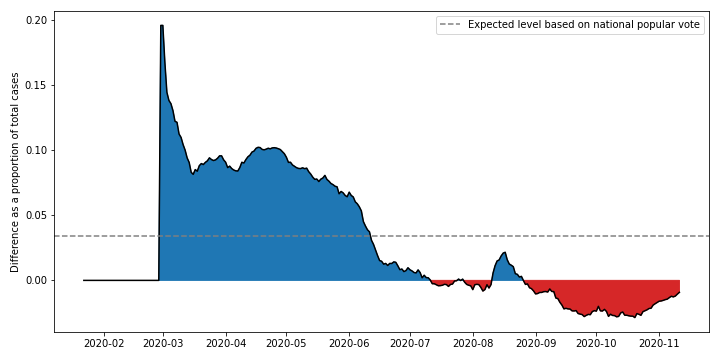 Expected level based on national popular vote
Difference as a proportion of total cases
0.20
0.15
0.10
0.05
0.00
2020-02 2020-03 2020-04 2020-05 2020-06 2020-07 2020-08 2020-09 2020-10 2020-11